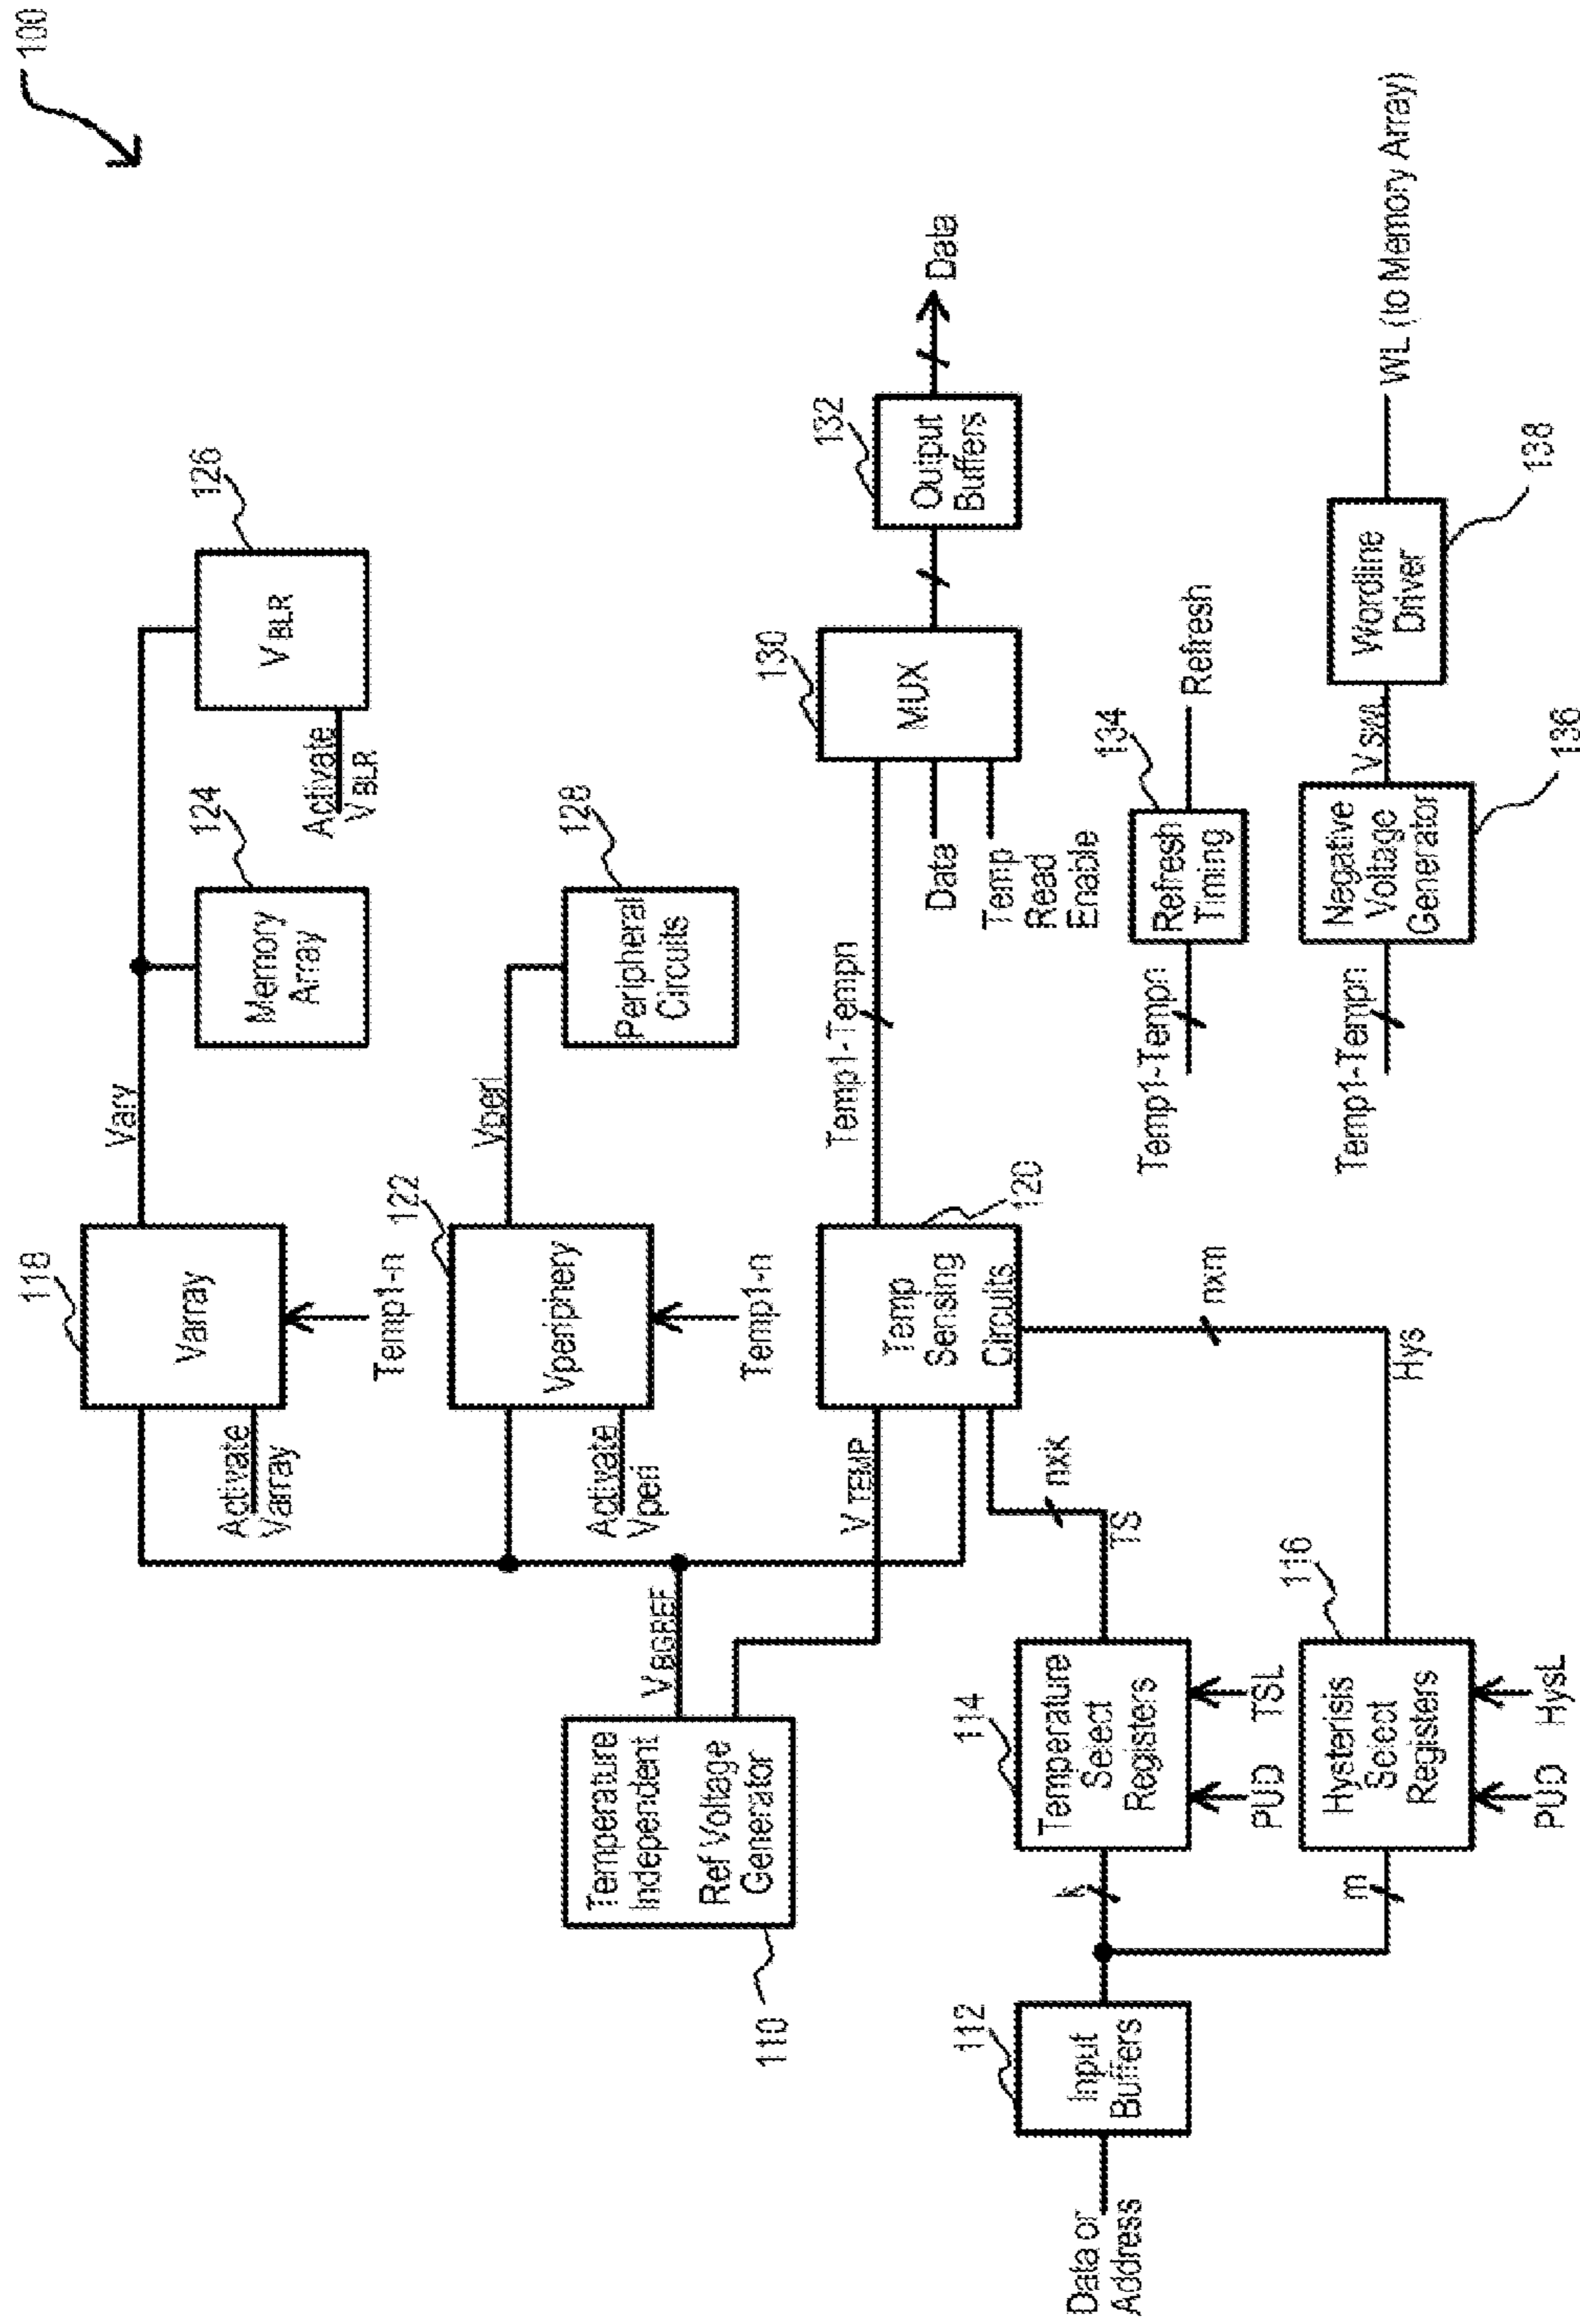 100
118
Varray
Activate
Varray
Temp1-n
Vary
124
Memory
Array
126
VBLR
Activate
VBLR
122
Vperiphery
Activate
Vperi
Temp1-n
Vperi
128
Peripheral
Circuits
Temperature
Independent
Ref Voltage
Generator
110
VBGREF
VTEMP
Temp
Sensing
Circuits
120
Temp1-Tempn
130
MUX
Data
Temp
Read
Enable
132
Output
Buffers
Data
Data or
Address
112
Input
Buffers
k
m
114
Temperature
Select
Registers
PUD
TSL
TS
nxk
116
Hysterisis
Select
Registers
PUD
HysL
Hys
nxm
Temp1-Tempn
134
Refresh
Timing
Refresh
Temp1-Tempn
Negative
Voltage
Generator
136
VSWL
Wordline
Driver
138
WL (to Memory Array)